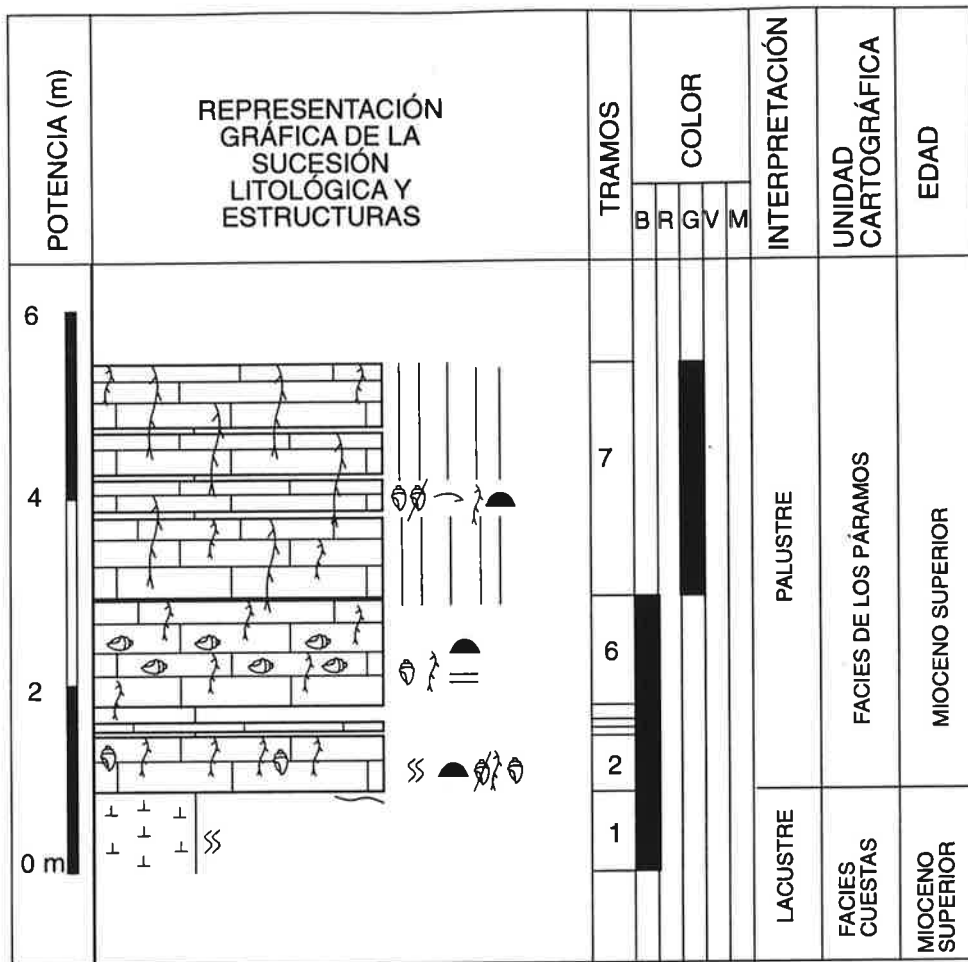 POTENCIA (m)
REPRESENTACIÓN
GRÁFICA DE LA
SUCESIÓN
LITOLÓGICA Y
ESTRUCTURAS
TRAMOS
COLOR
B R G V M
INTERPRETACIÓN
UNIDAD
CARTOGRÁFICA
EDAD
6
4
2
0 m
7
6
2
1
PALUSTRE
LACUSTRE
FACIES DE LOS PÁRAMOS
FACIES
CUESTAS
MIOCENO SUPERIOR
MIOCENO
SUPERIOR